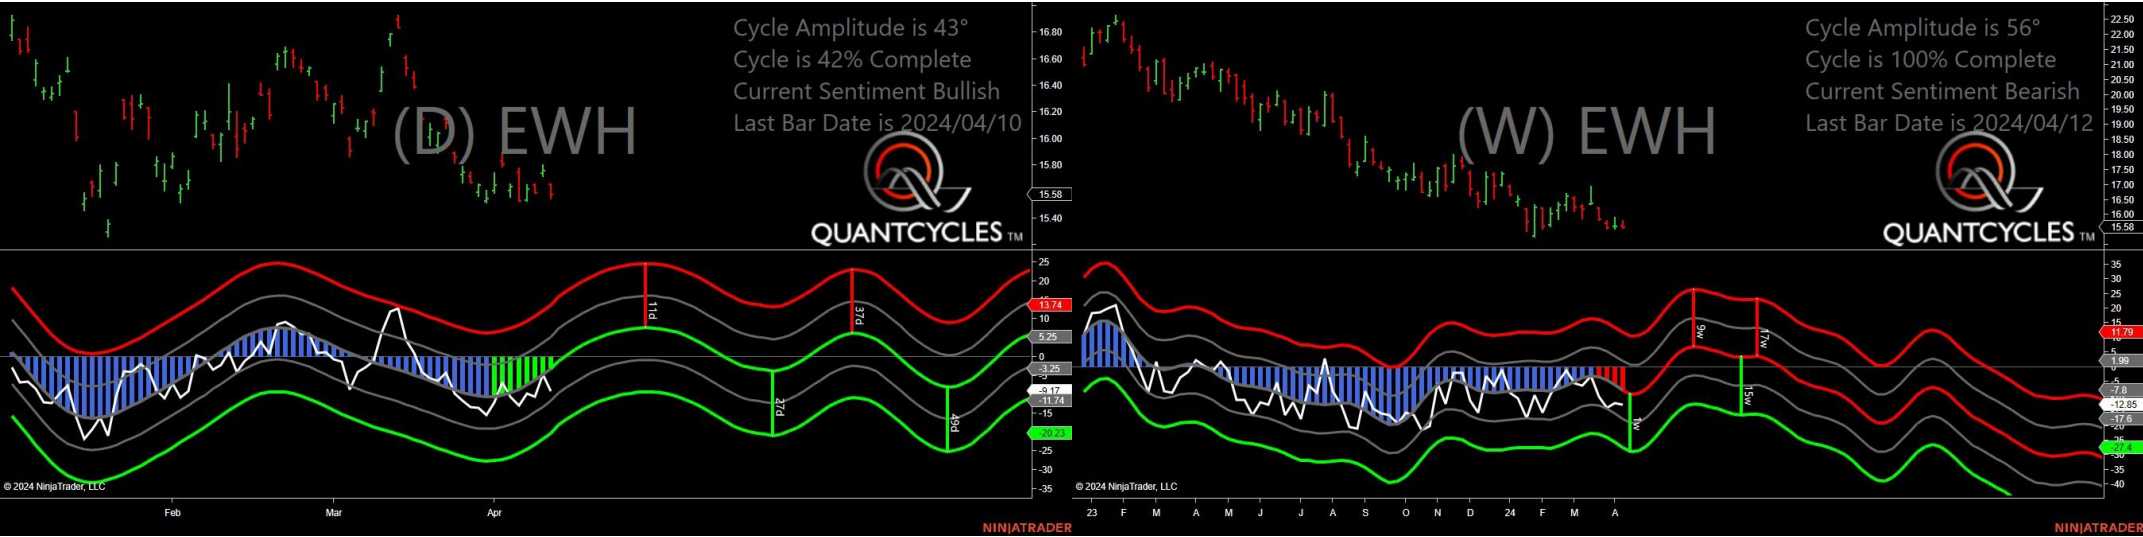 Cycle Amplitude is 43°
Cycle is 42% Complete
Current Sentiment Bullish
Last Bar Date is 2024/04/10
(D) EWH
QUANTCYCLES TM
16.80
16.60
16.40
16.20
16.00
15.80
15.58
15.40
25
20
13.74
10
5.25
0
-3.25
-9.17
-11.74
-15
-20.23
-25
-30
-35
11d
27d
37d
49d
© 2024 NinjaTrader, LLC
Feb
Mar
Apr
NINJATRADER
Cycle Amplitude is 56°
Cycle is 100% Complete
Current Sentiment Bearish
Last Bar Date is 2024/04/12
(W) EWH
QUANTCYCLES TM
22.50
22.00
21.50
21.00
20.50
20.00
19.50
19.00
18.50
18.00
17.50
17.00
16.50
16.00
15.58
35
30
25
20
15
11.79
1.99
-7.8
-12.85
-17.6
-20
-27.4
-30
-35
-40
1w
9w
15w
17w
© 2024 NinjaTrader, LLC
23
F
M
A
M
J
J
A
S
O
N
D
24
F
M
A
NINJATRADER